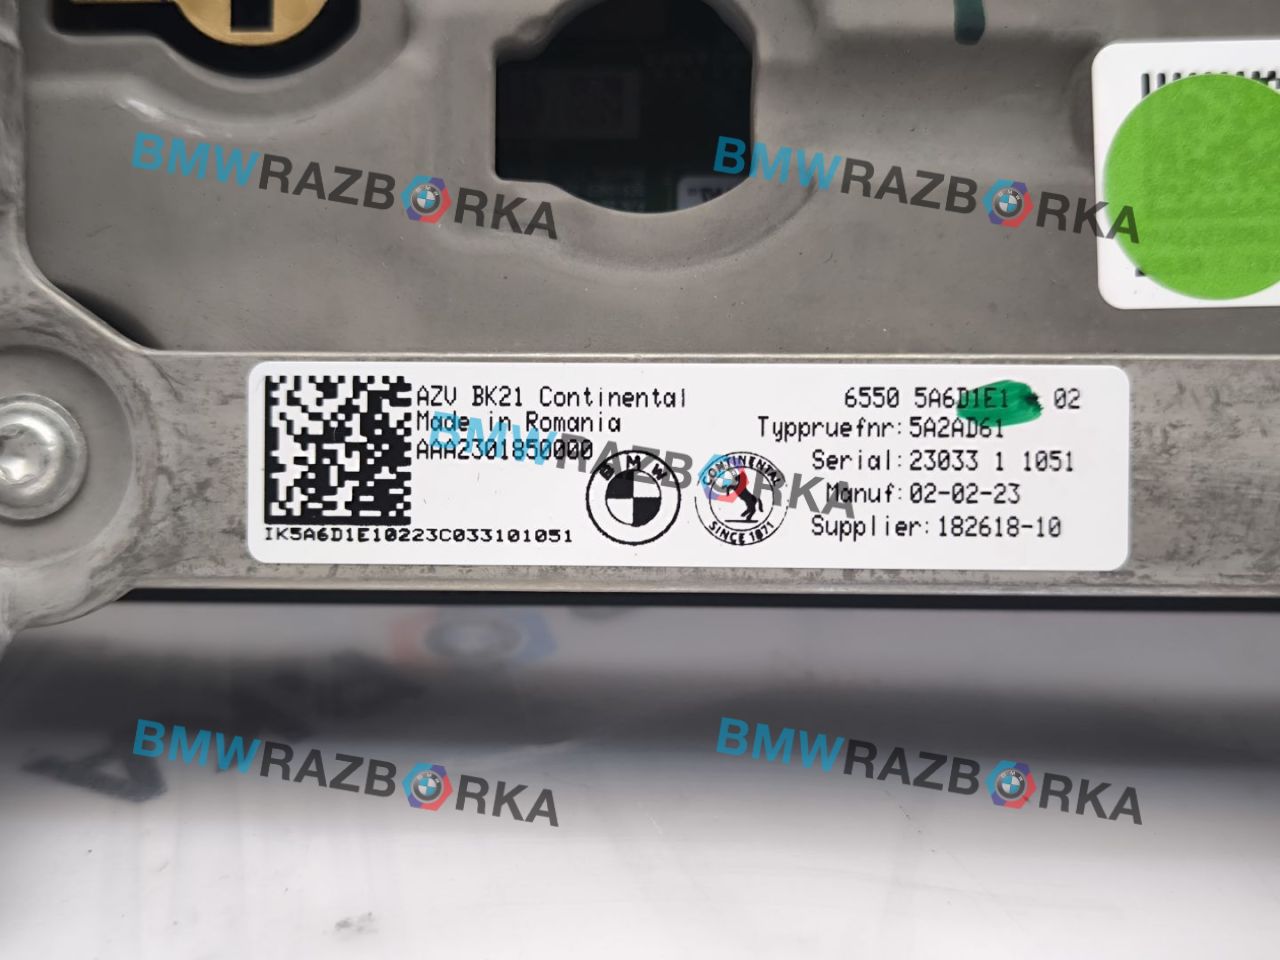 BMWRAZBORKA
BMWRAZBORKA
AZV BK21 Continental
Made in Romania
AAA2301850000
IK5A6D1E10223C033101051
BMW
CONTINENTAL
SINCE 1871
6550 5A6D1E1 - 02
Typpruefnr:5A2AD61
Serial:23033 1 1051
Manuf:02-02-23
Supplier:182618-10
BMWRAZBORKA
BMWRAZBORKA
BMWRAZBORKA